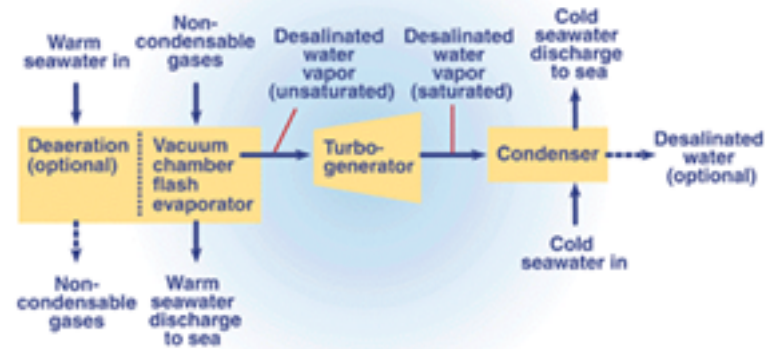 Warm
seawater in
Non-
condensable
gases
Desalinated
water
vapor
(unsaturated)
Desalinated
water
vapor
(saturated)
Cold
seawater
discharge
to sea
Deaeration
(optional)
Vacuum
chamber
flash
evaporator
Turbo-
generator
Condenser
Desalinated
water
(optional)
Non-
condensable
gases
Warm
seawater
discharge
to sea
Cold
seawater in